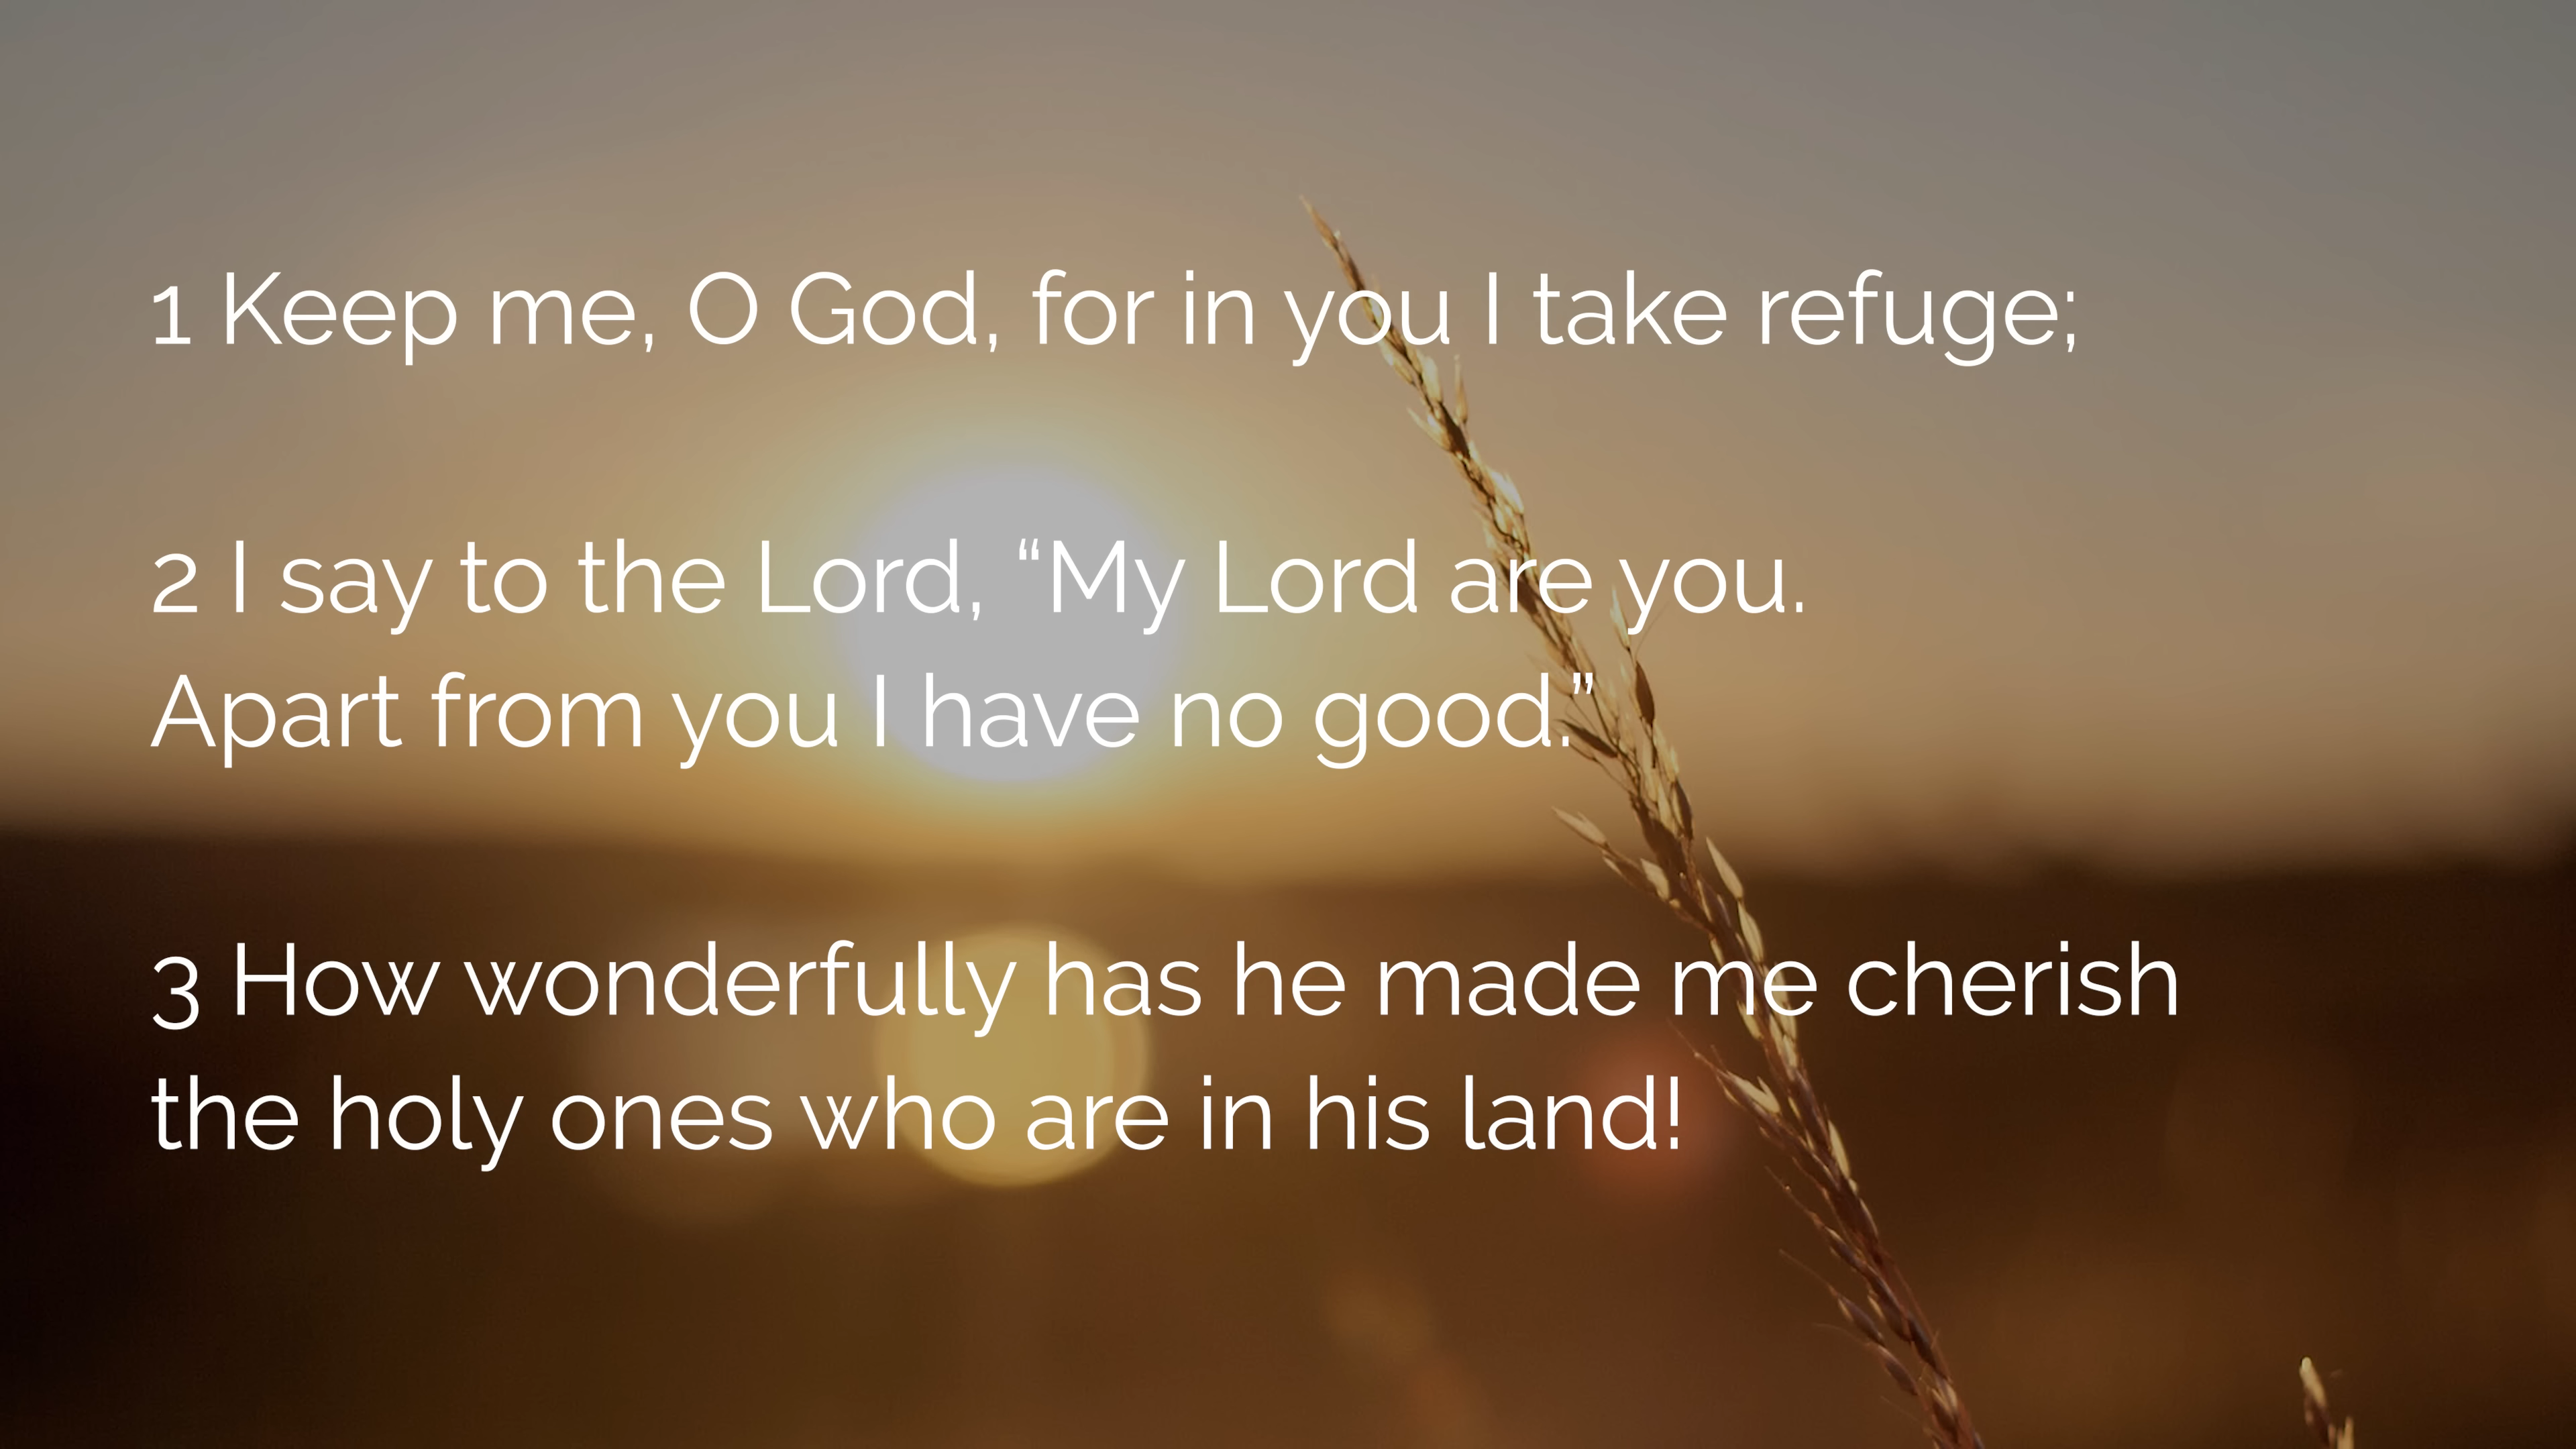 1 Keep me, O God, for in you I take refuge;
2 I say to the Lord, “My Lord are you.
Apart from you I have no good.”
3 How wonderfully has he made me cherish
the holy ones who are in his land!